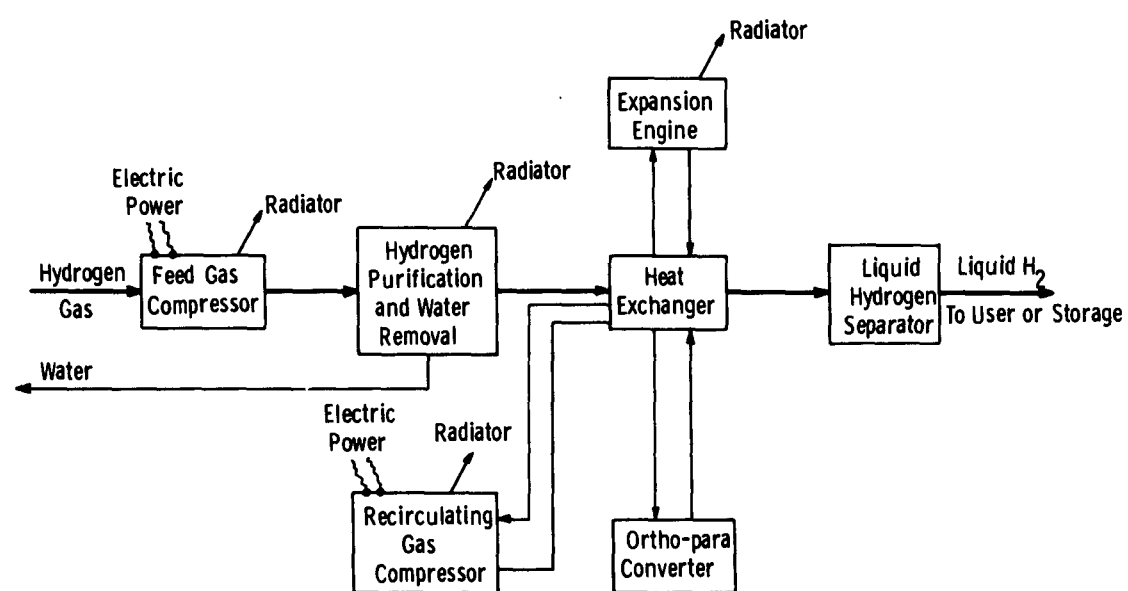 Radiator
Expansion
Engine
Radiator
Electric
Power
Radiator
Hydrogen
Gas
Feed Gas
Compressor
Hydrogen
Purification
and Water
Removal
Heat
Exchanger
Liquid
Hydrogen
Separator
Liquid H2
To User or Storage
Water
Electric
Power
Radiator
Recirculating
Gas
Compressor
Ortho-para
Converter